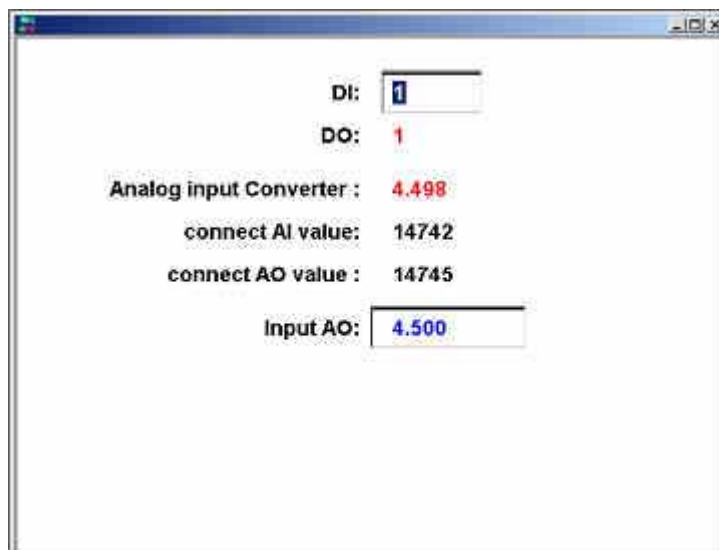 DI: 1
DO: 1
Analog input Converter : 4.498
connect AI value: 14742
connect AO value : 14745
Input AO: 4.500